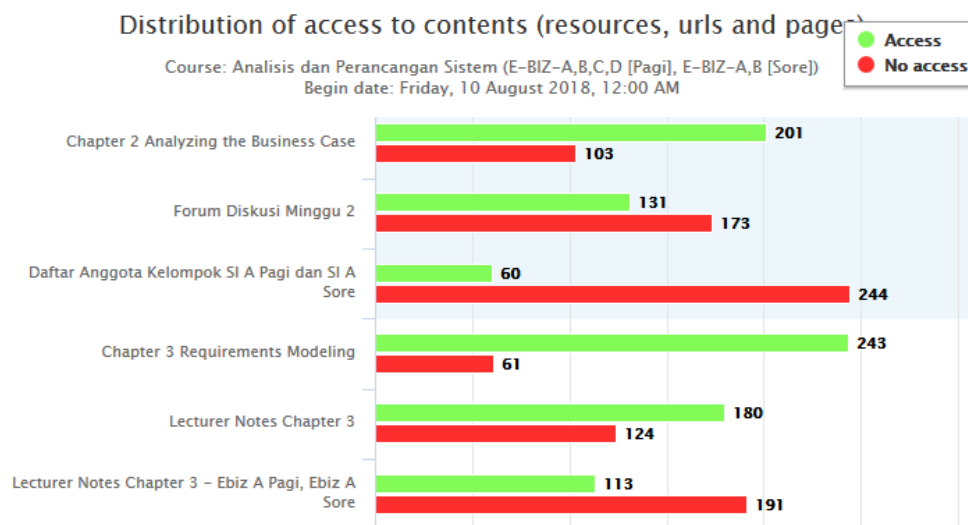 Distribution of access to contents (resources, urls and pages)
Access
No access
Course: Analisis dan Perancangan Sistem (E-BIZ-A,B,C,D [Pagi], E-BIZ-A,B [Sore])
Begin date: Friday, 10 August 2018, 12:00 AM
Chapter 2 Analyzing the Business Case
201
103
Forum Diskusi Minggu 2
131
173
Daftar Anggota Kelompok SI A Pagi dan SI A
Sore
60
244
Chapter 3 Requirements Modeling
243
61
Lecturer Notes Chapter 3
180
124
Lecturer Notes Chapter 3 - Ebiz A Pagi, Ebiz A
Sore
113
191